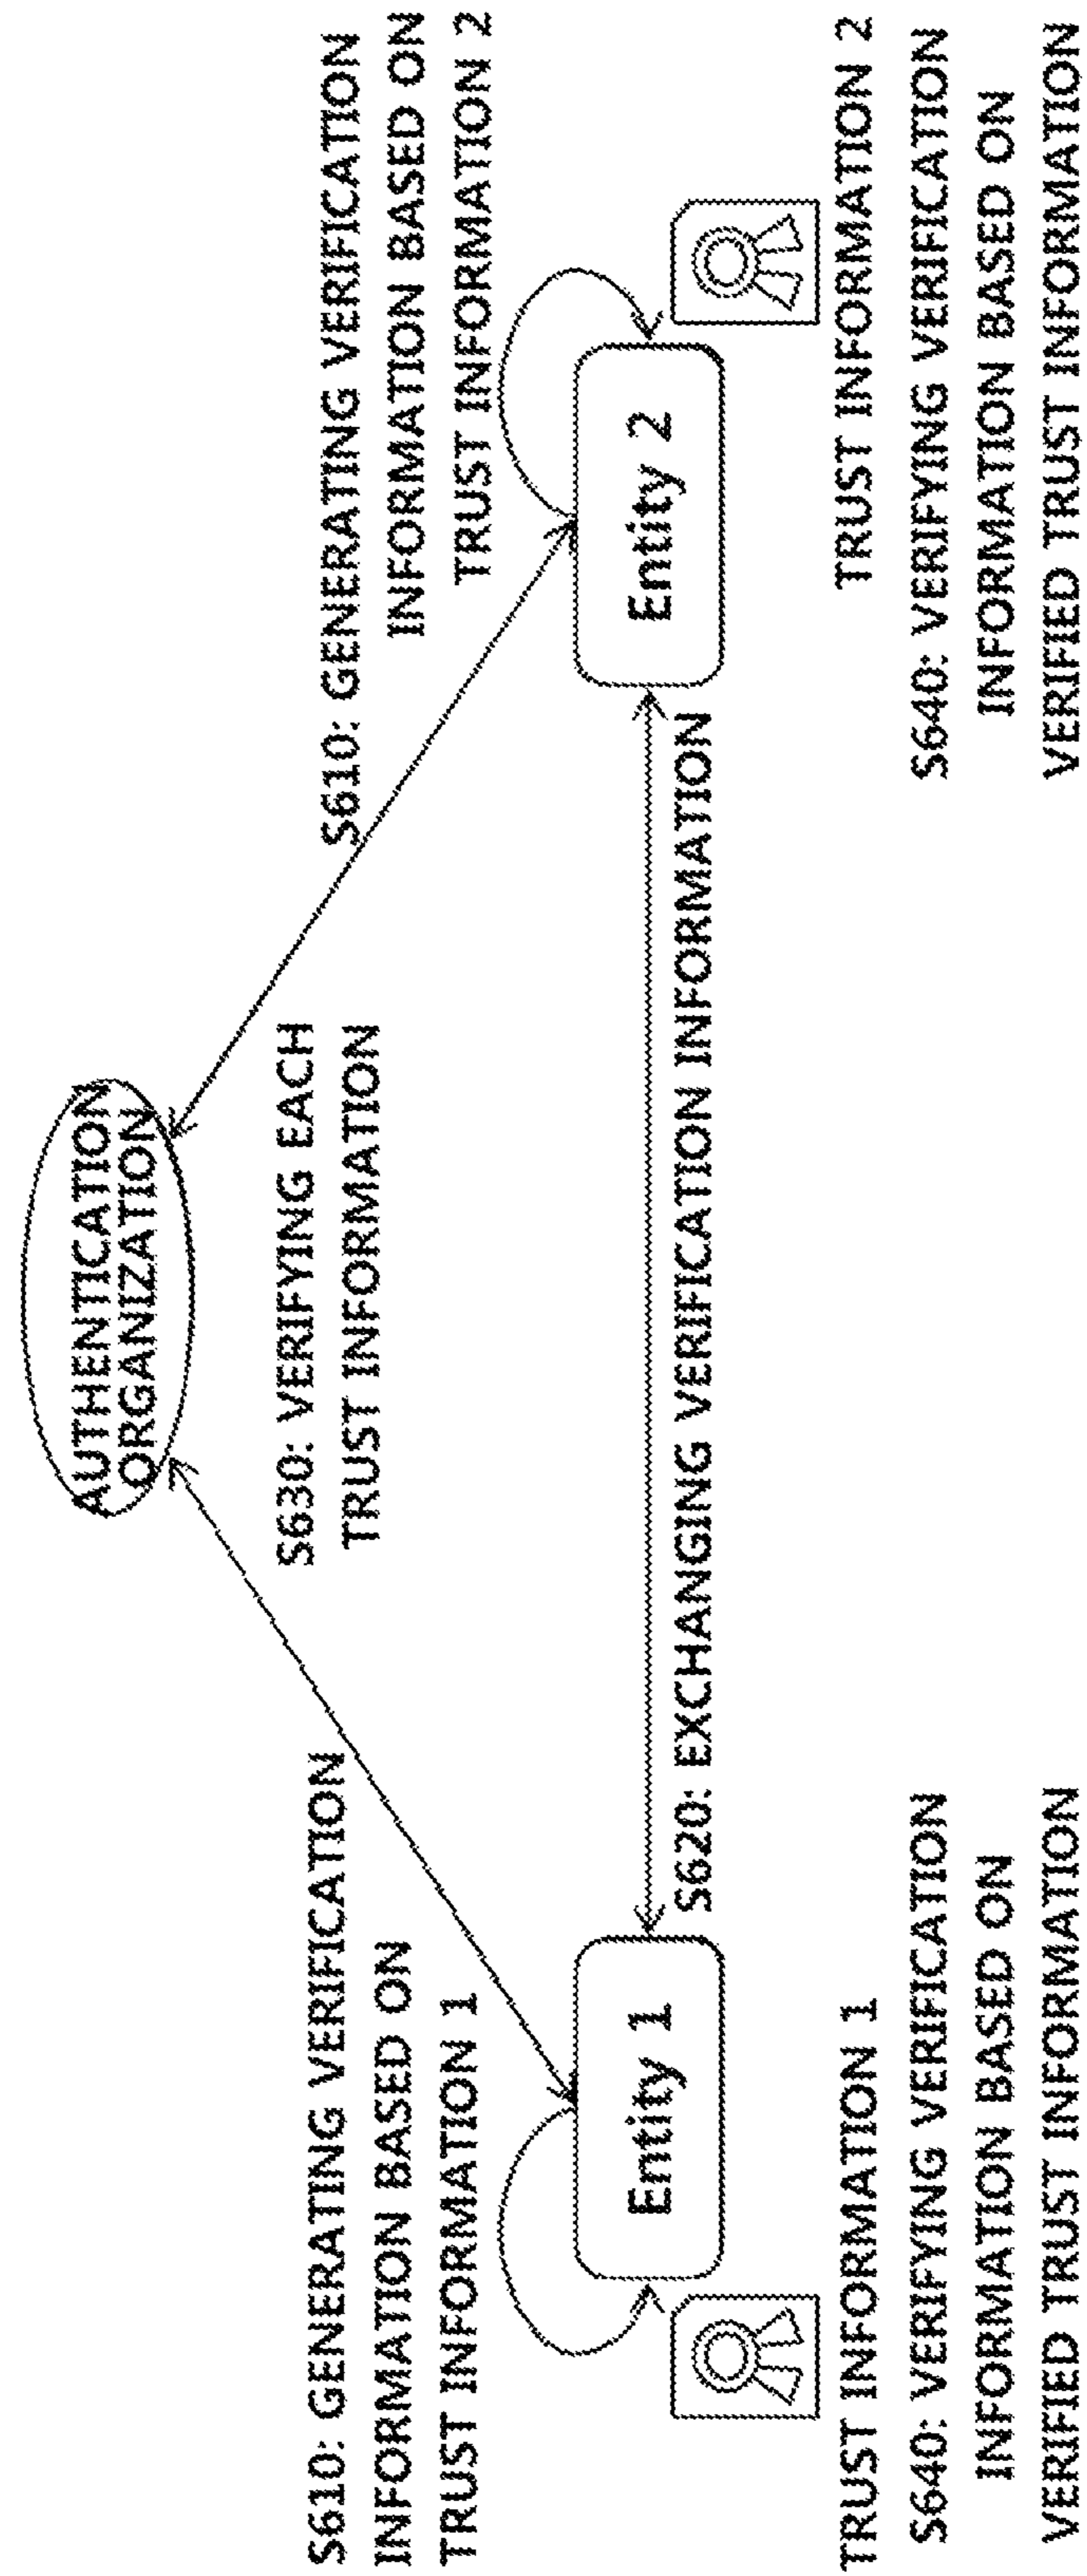 AUTHENTICATION
ORGANIZATION
S610: GENERATING VERIFICATION
INFORMATION BASED ON
TRUST INFORMATION 1
S630: VERIFYING EACH
TRUST INFORMATION
S610: GENERATING VERIFICATION
INFORMATION BASED ON
TRUST INFORMATION 2
Entity 1
Entity 2
S620: EXCHANGING VERIFICATION INFORMATION
TRUST INFORMATION 1
S640: VERIFYING VERIFICATION
INFORMATION BASED ON
VERIFIED TRUST INFORMATION
TRUST INFORMATION 2
S640: VERIFYING VERIFICATION
INFORMATION BASED ON
VERIFIED TRUST INFORMATION